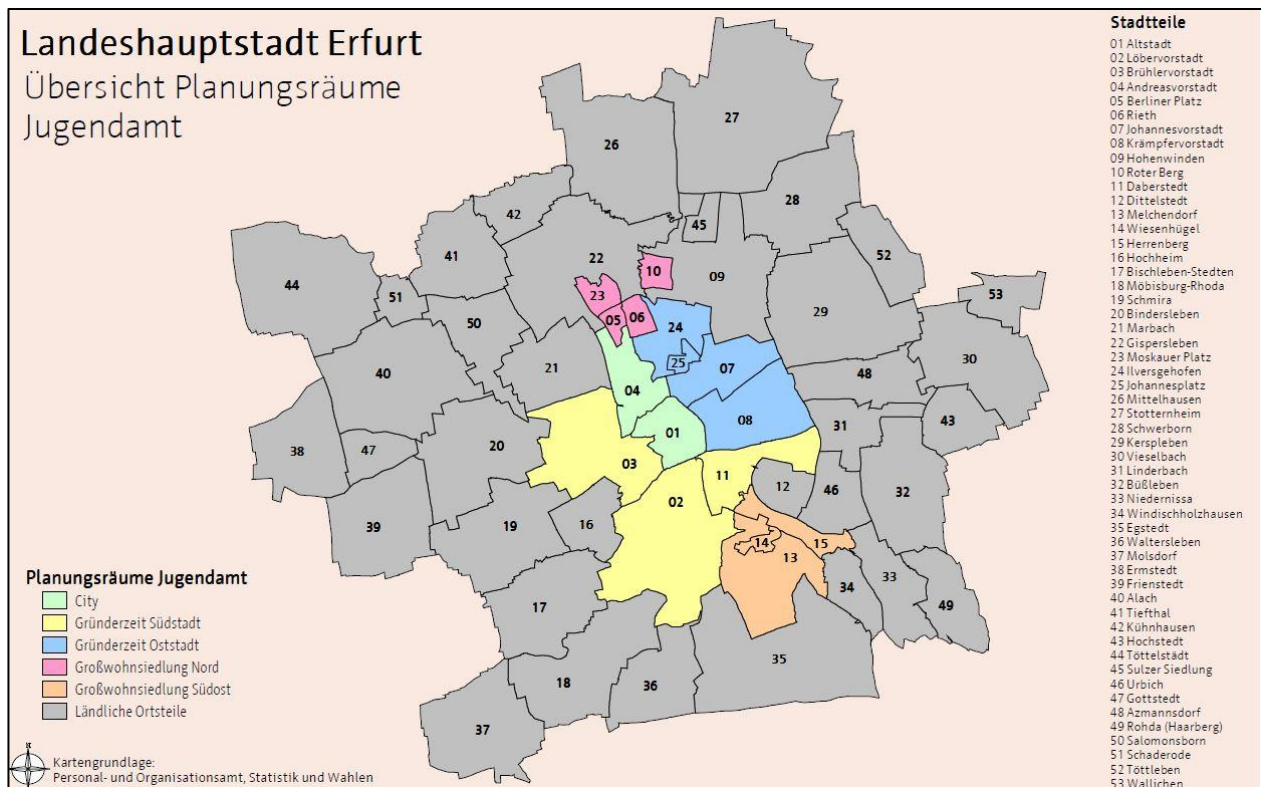 Landeshauptstadt Erfurt
Übersicht Planungsräume
Jugendamt
Stadtteile
01 Altstadt
02 Löbervorstadt
03 Brühlervorstadt
04 Andreasvorstadt
05 Berliner Platz
06 Rieth
07 Johannesvorstadt
08 Krämpfervorstadt
09 Hohenwinden
10 Roter Berg
11 Daberstedt
12 Dittelstedt
13 Melchendorf
14 Wiesenhügel
15 Herrenberg
16 Hochheim
17 Bischleben-Stedten
18 Möbisburg-Rhoda
19 Schmira
20 Bindersleben
21 Marbach
22 Gispersleben
23 Moskauer Platz
24 Ilversgehofen
25 Johannesplatz
26 Mittelhausen
27 Stotternheim
28 Schwerborn
29 Kerspleben
30 Vieselbach
31 Linderbach
32 Büßleben
33 Niedernissa
34 Windischholzhausen
35 Egstedt
36 Waltersleben
37 Molsdorf
38 Ermstedt
39 Frienstedt
40 Alach
41 Tiefthal
42 Kühnhausen
43 Hochstedt
44 Töttelstädt
45 Sulzer Siedlung
46 Urbich
47 Gottstedt
48 Azmannsdorf
49 Rohda (Haarberg)
50 Salomonsborn
51 Schaderode
52 Töttleben
53 Wallichen
27
26
28
42
45
41
52
22
10
44
09
23
51
53
29
05
06
50
24
30
25
21
07
40
48
04
08
43
31
01
38
47
20
03
11
12
46
32
02
16
39
19
14
15
13
34
33
49
17
35
18
36
37
Planungsräume Jugendamt
City
Gründerzeit Südstadt
Gründerzeit Oststadt
Großwohnsiedlung Nord
Großwohnsiedlung Südost
Ländliche Ortsteile
N
Kartengrundlage:
Personal- und Organisationsamt, Statistik und Wahlen